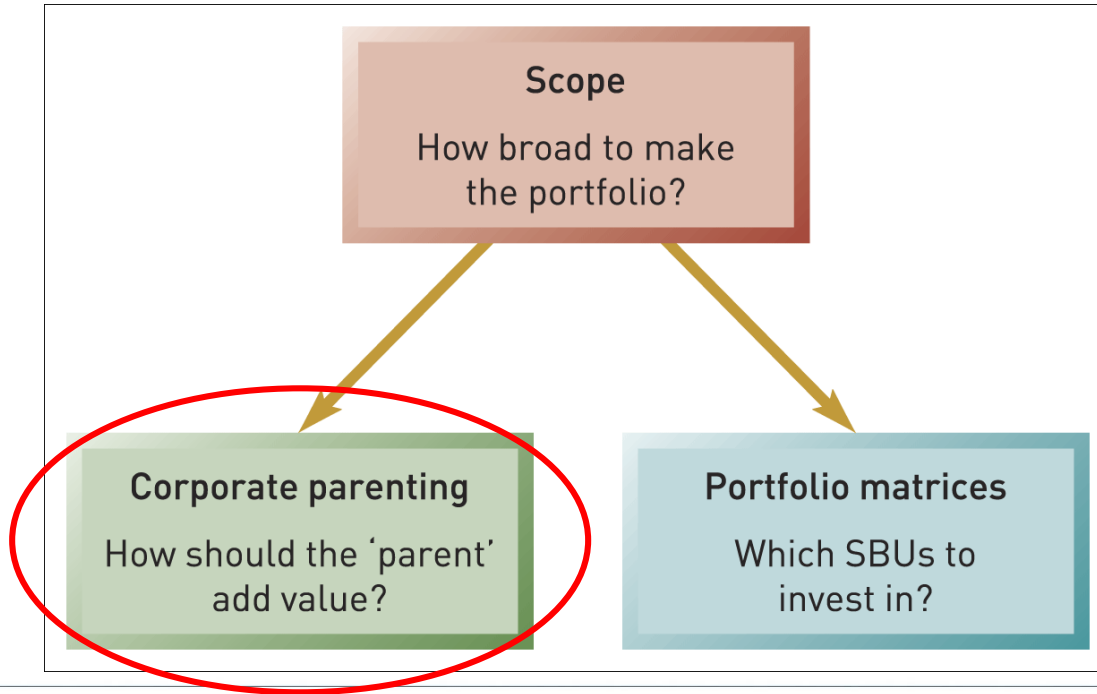 Scope
How broad to make
the portfolio?
Corporate parenting
How should the ‘parent’
add value?
Portfolio matrices
Which SBUs to
invest in?